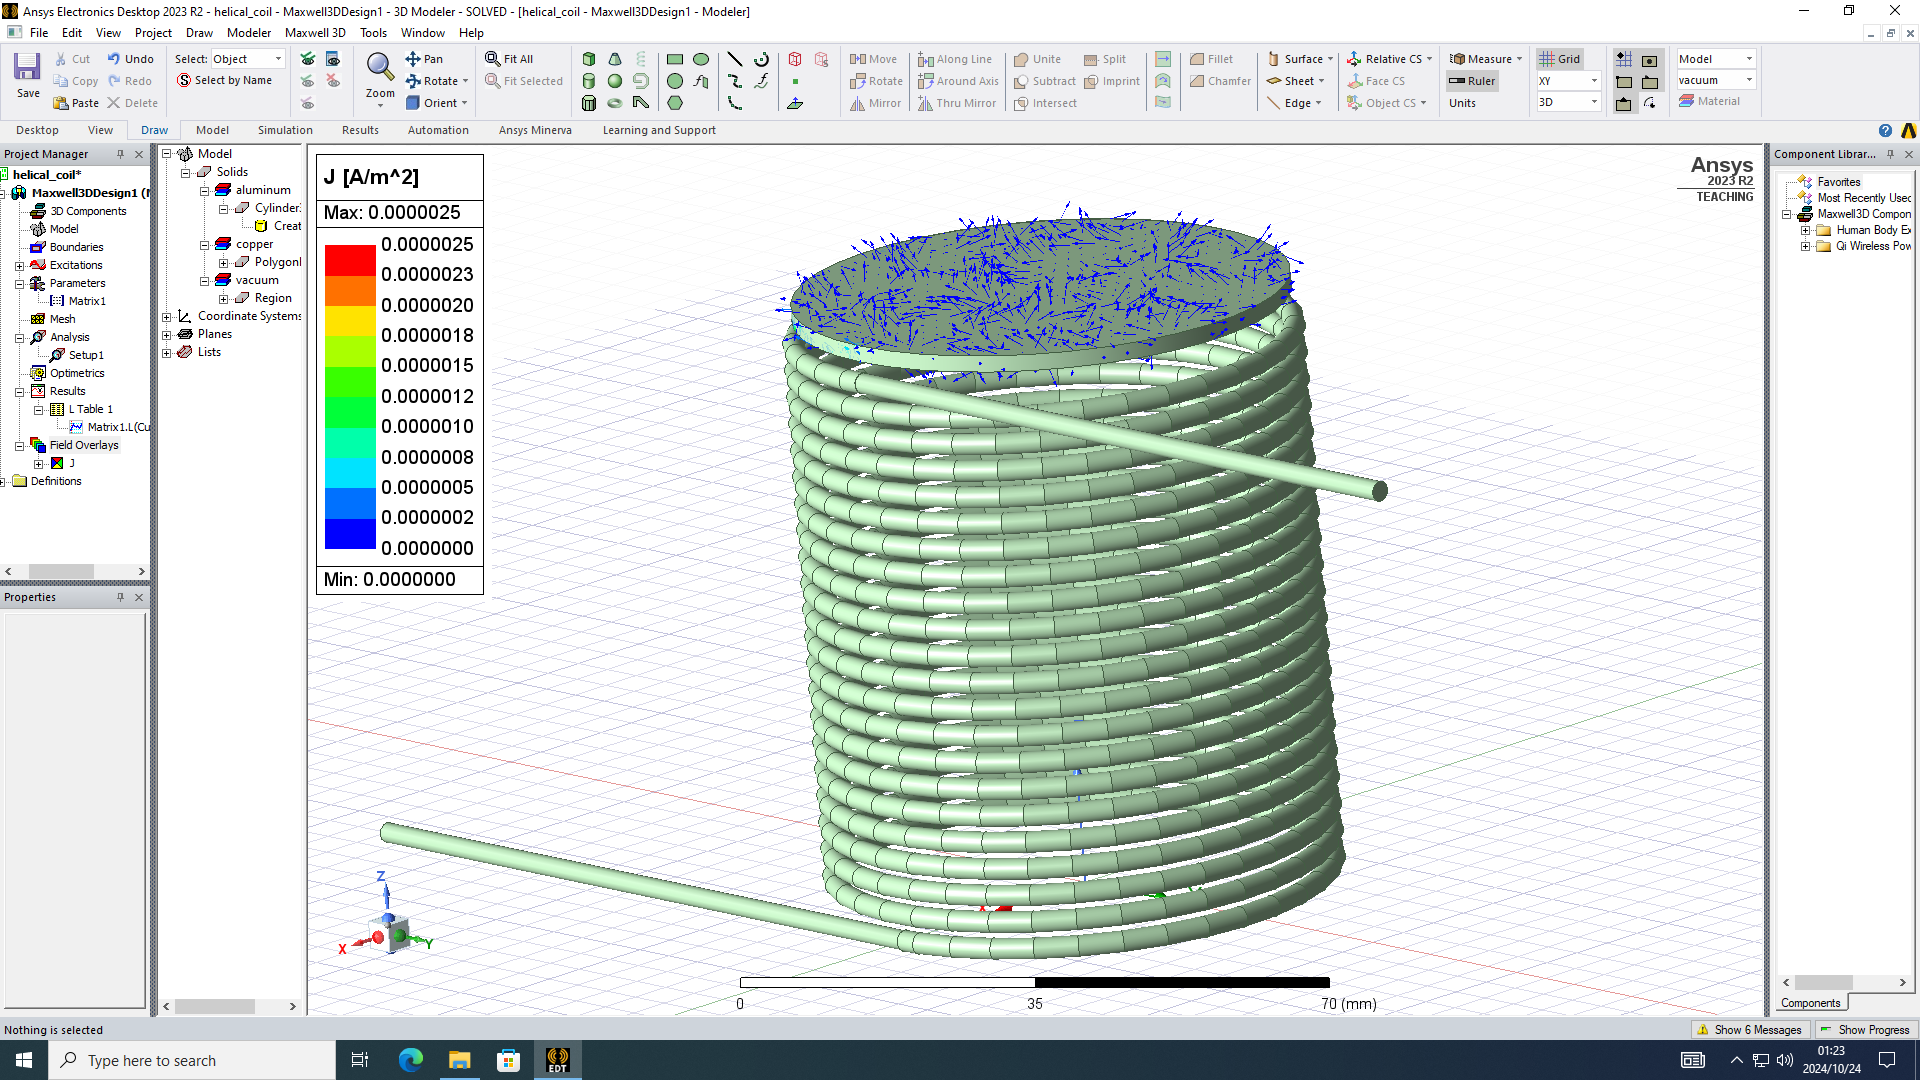 Ansys Electronics Desktop 2023 R2 - helical_coil - Maxwell3DDesign1 - 3D Modeler - SOLVED - [helical_coil - Maxwell3DDesign1 - Modeler]
File Edit View Project Draw Modeler Maxwell 3D Tools Window Help
Save
Cut
Copy
Paste
Undo
Redo
Delete
Select: Object
Select by Name
Zoom
Pan
Rotate
Orient
Fit All
Fit Selected
Move
Rotate
Mirror
Along Line
Around Axis
Thru Mirror
Unite
Subtract
Intersect
Split
Imprint
Fillet
Chamfer
Surface
Sheet
Edge
Relative CS
Face CS
Object CS
Measure
Ruler
Units
Grid
XY
3D
Model
vacuum
Material
Desktop View Draw Model Simulation Results Automation Ansys Minerva Learning and Support
Project Manager
helical_coil*
Maxwell3DDesign1 (
3D Components
Model
Boundaries
Excitations
Parameters
Matrix1
Mesh
Analysis
Setup1
Optimetrics
Results
L Table 1
Matrix1.L(Cu
Field Overlays
J
Definitions
Properties
Model
Solids
aluminum
Cylinder
Creat
copper
Polygon
vacuum
Region
Coordinate Systems
Planes
Lists
J [A/m^2]
Max: 0.0000025
0.0000025
0.0000023
0.0000020
0.0000018
0.0000015
0.0000012
0.0000010
0.0000008
0.0000005
0.0000002
0.0000000
Min: 0.0000000
Ansys
2023 R2
TEACHING
Z
X
Y
X
0 35 70 (mm)
Component Librar...
Favorites
Most Recently Used
Maxwell3D Compon
Human Body Ex
Qi Wireless Pow
Components
Nothing is selected
Show 6 Messages
Show Progress
Type here to search
EDT
01:23
2024/10/24